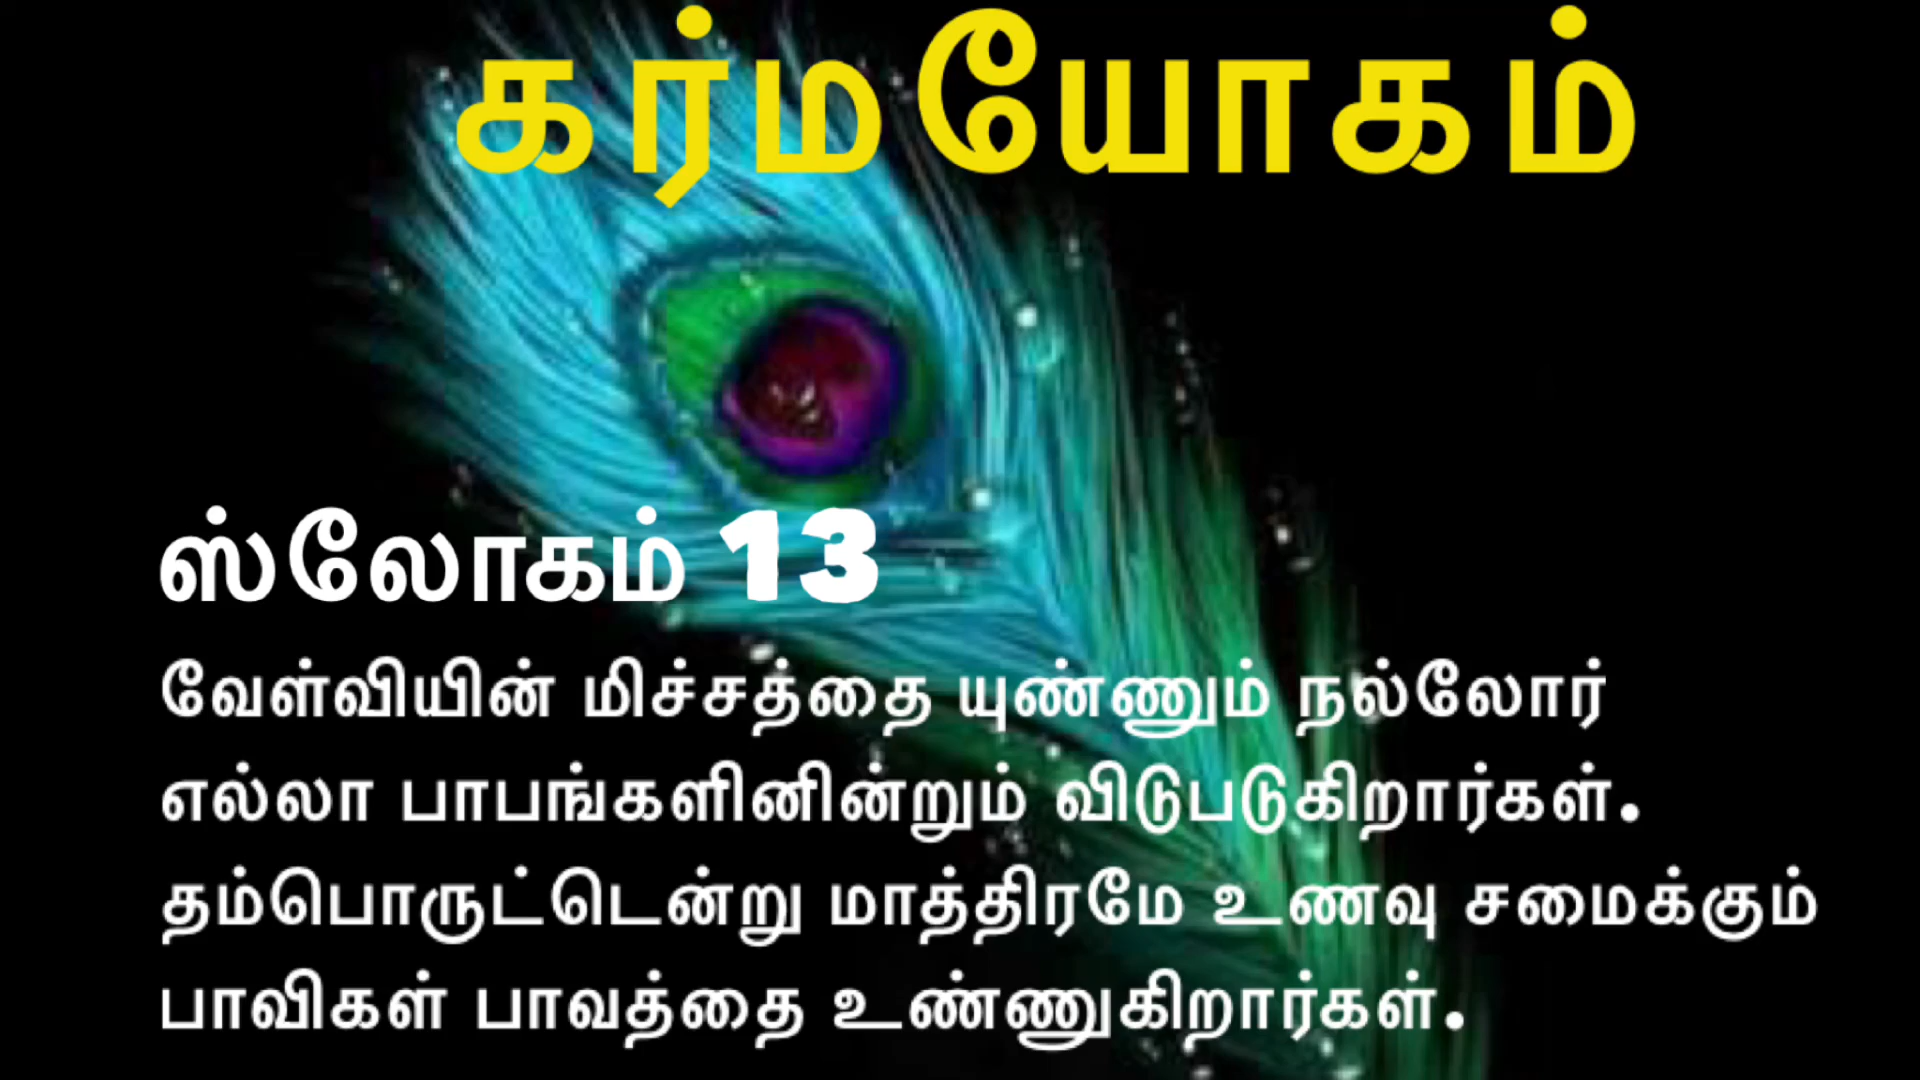 கர்மயோகம்
ஸ்லோகம் 13
வேள்வியின் மிச்சத்தை யுண்ணும் நல்லோர்
எல்லா பாபங்களினின்றும் விடுபடுகிறார்கள்.
தம்பொருட்டென்று மாத்திரமே உணவு சமைக்கும்
பாவிகள் பாவத்தை உண்ணுகிறார்கள்.